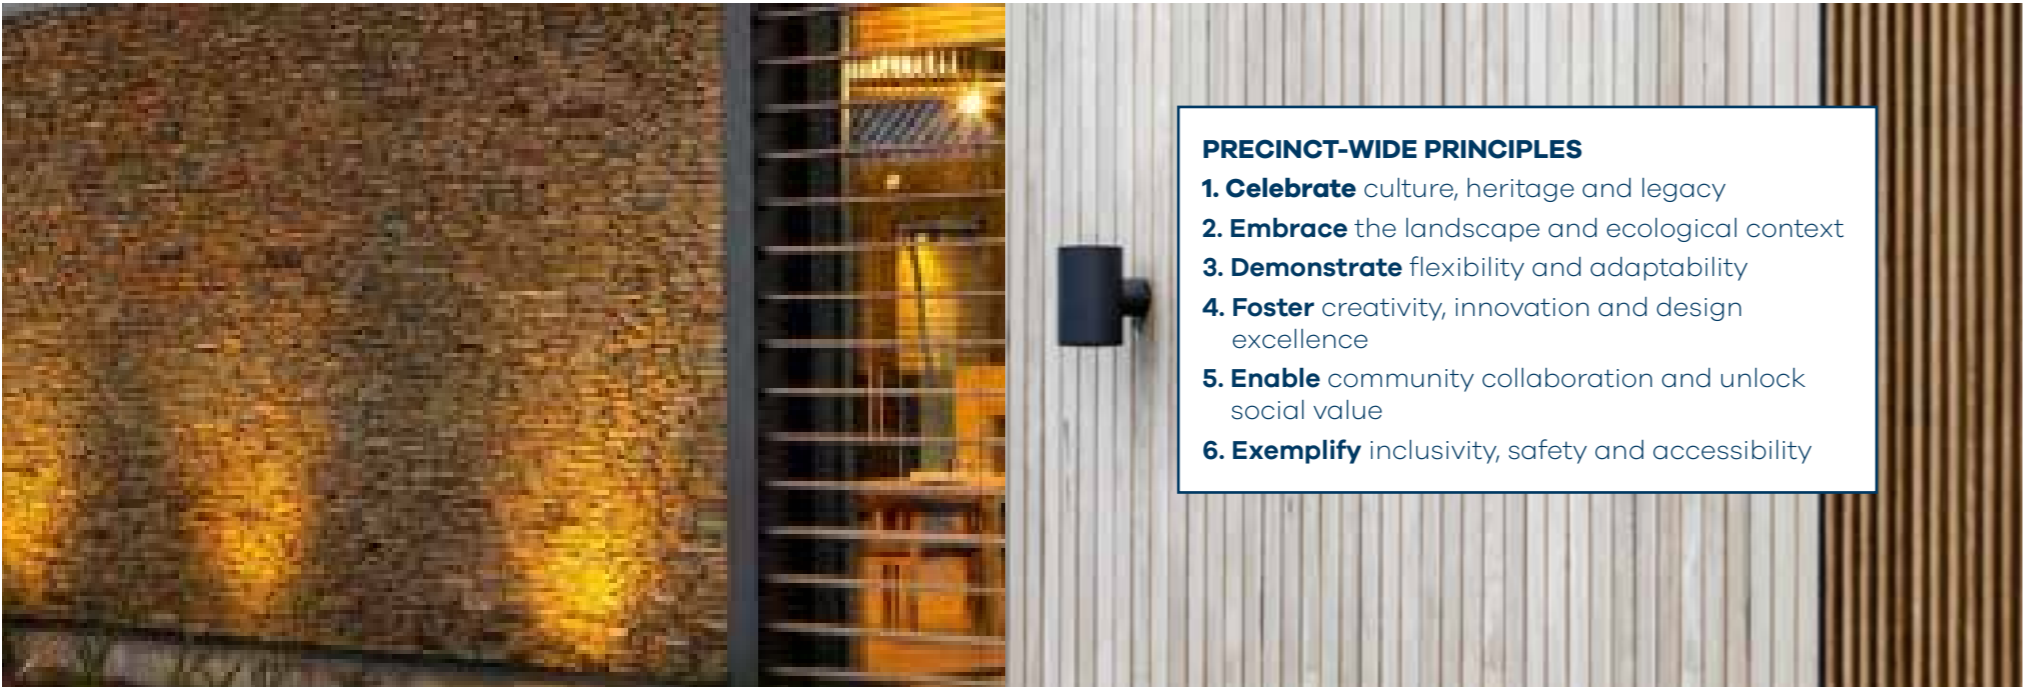 PRECINCT-WIDE PRINCIPLES
1. Celebrate culture, heritage and legacy
2. Embrace the landscape and ecological context
3. Demonstrate flexibility and adaptability
4. Foster creativity, innovation and design
excellence
5. Enable community collaboration and unlock
social value
6. Exemplify inclusivity, safety and accessibility